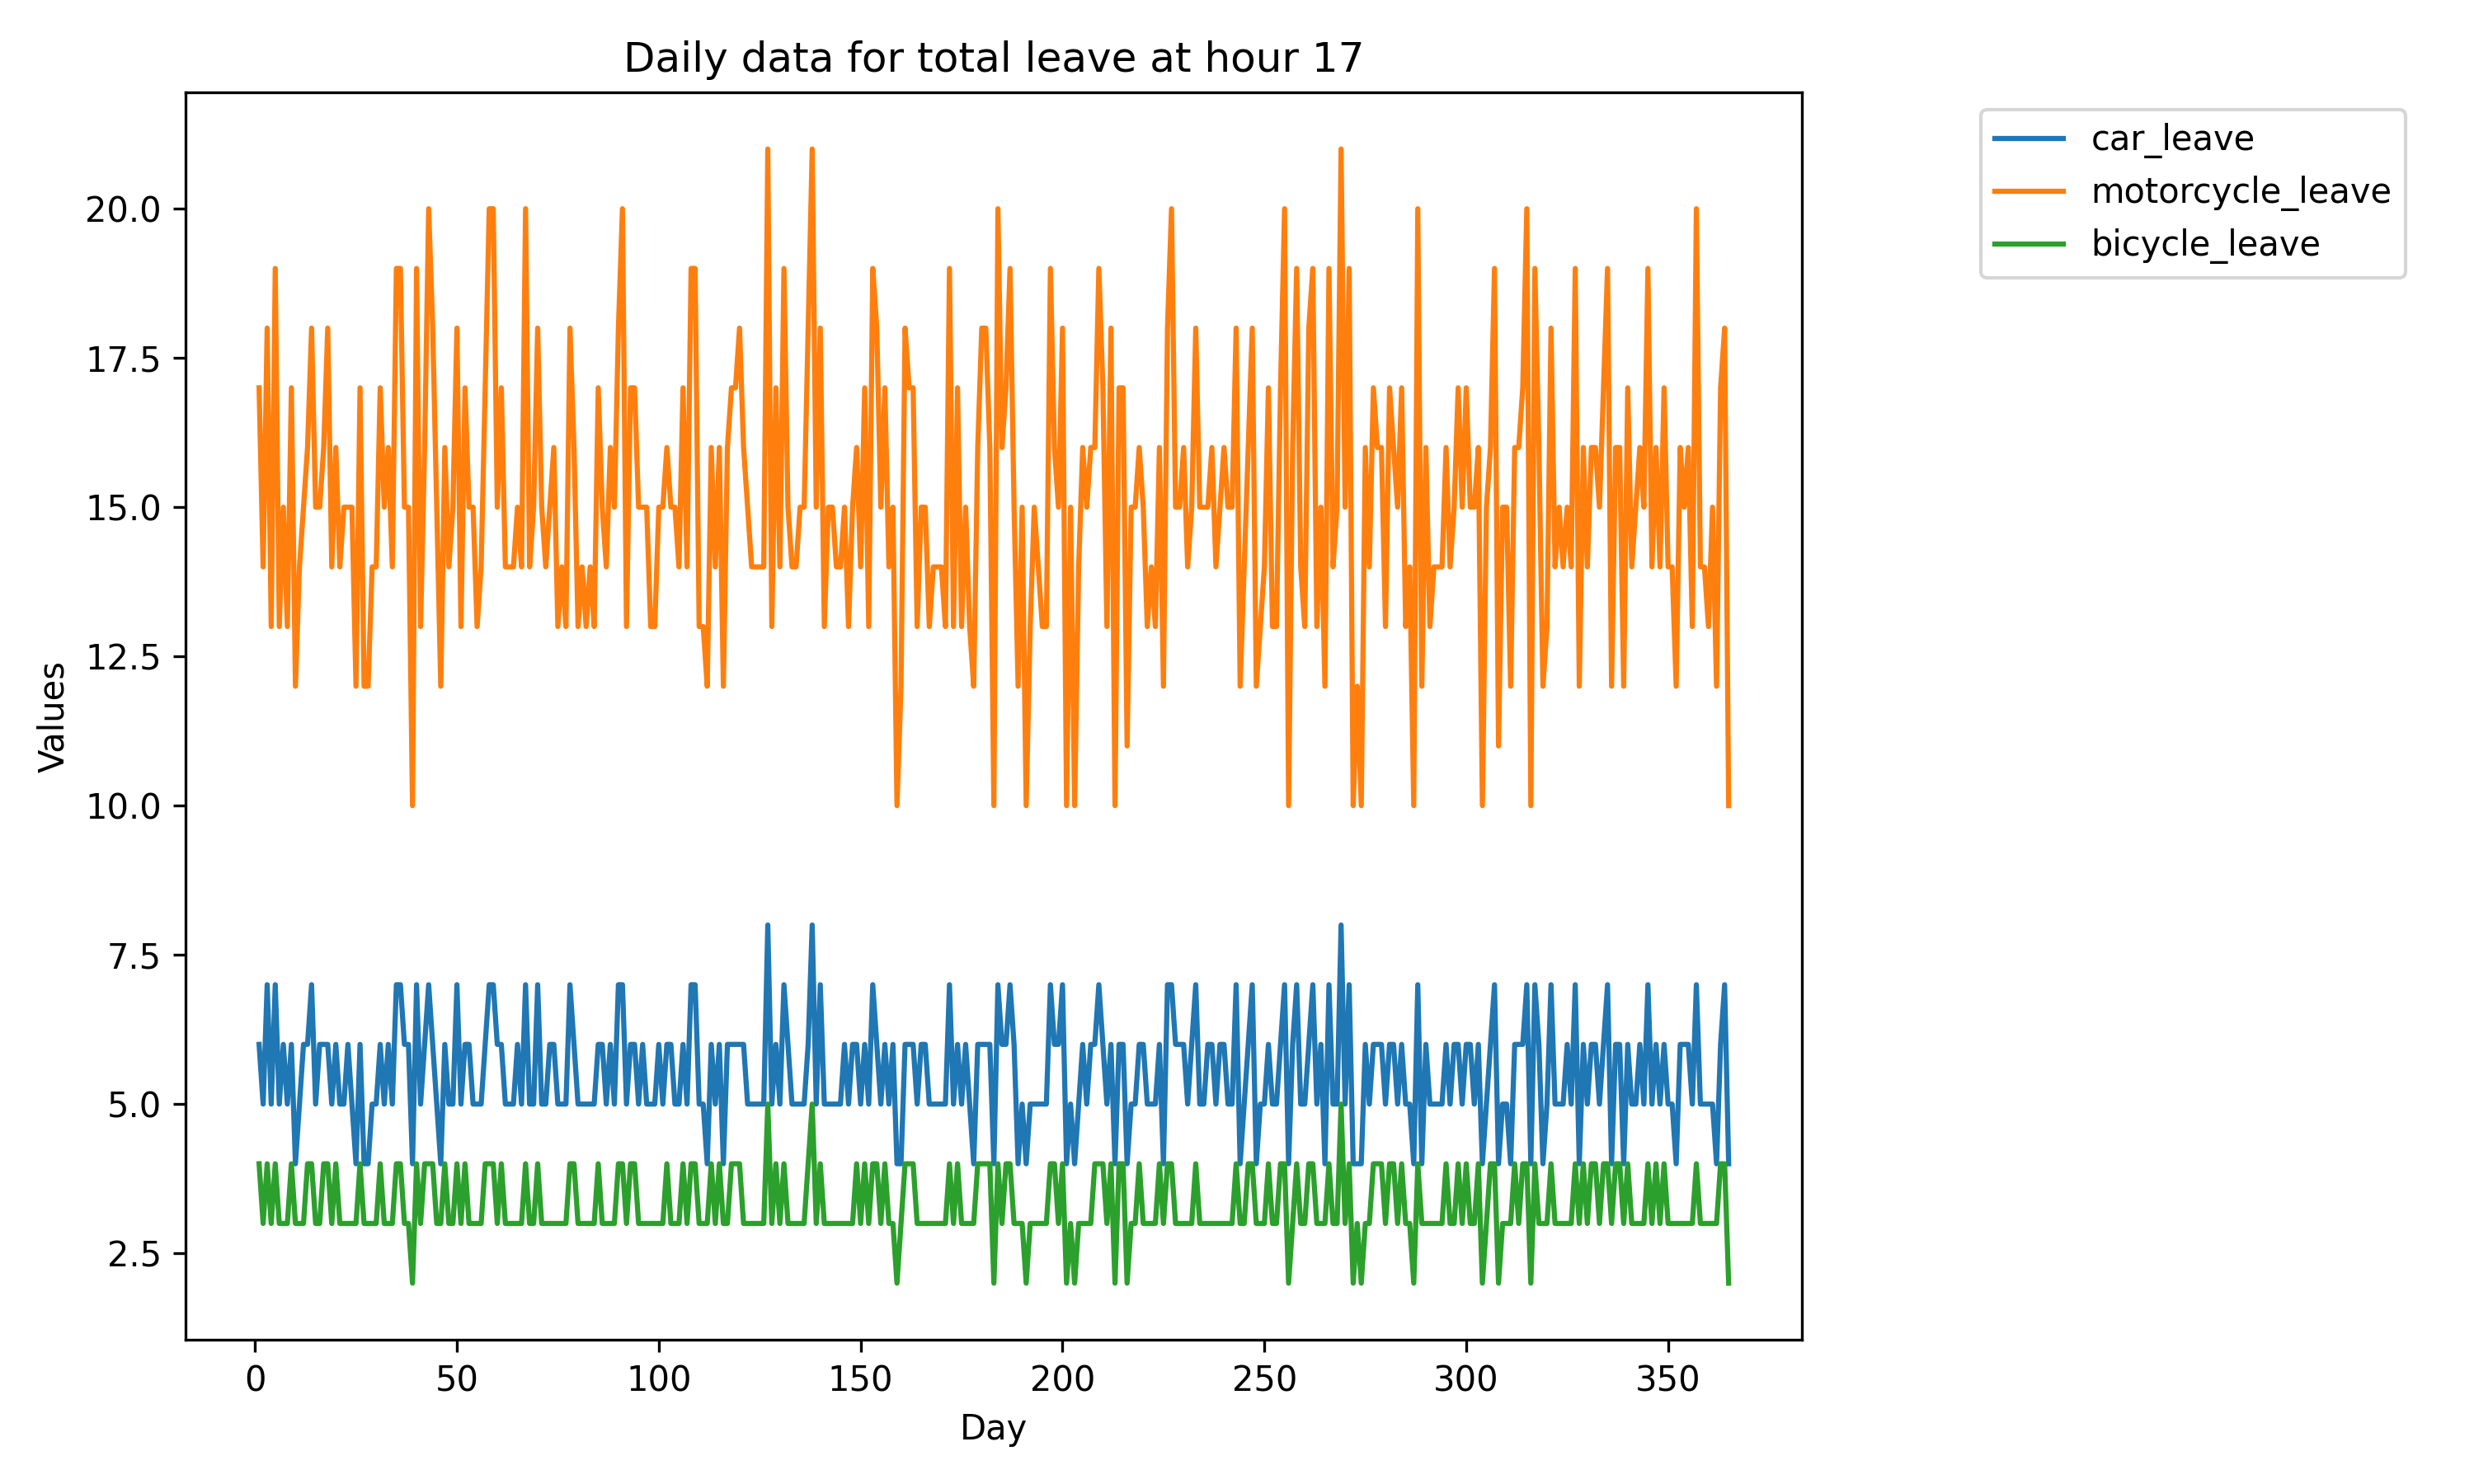 Daily data for total leave at hour 17
car_leave
motorcycle_leave
bicycle_leave
Values
20.0
17.5
15.0
12.5
10.0
7.5
5.0
2.5
0 50 100 150 200 250 300 350
Day